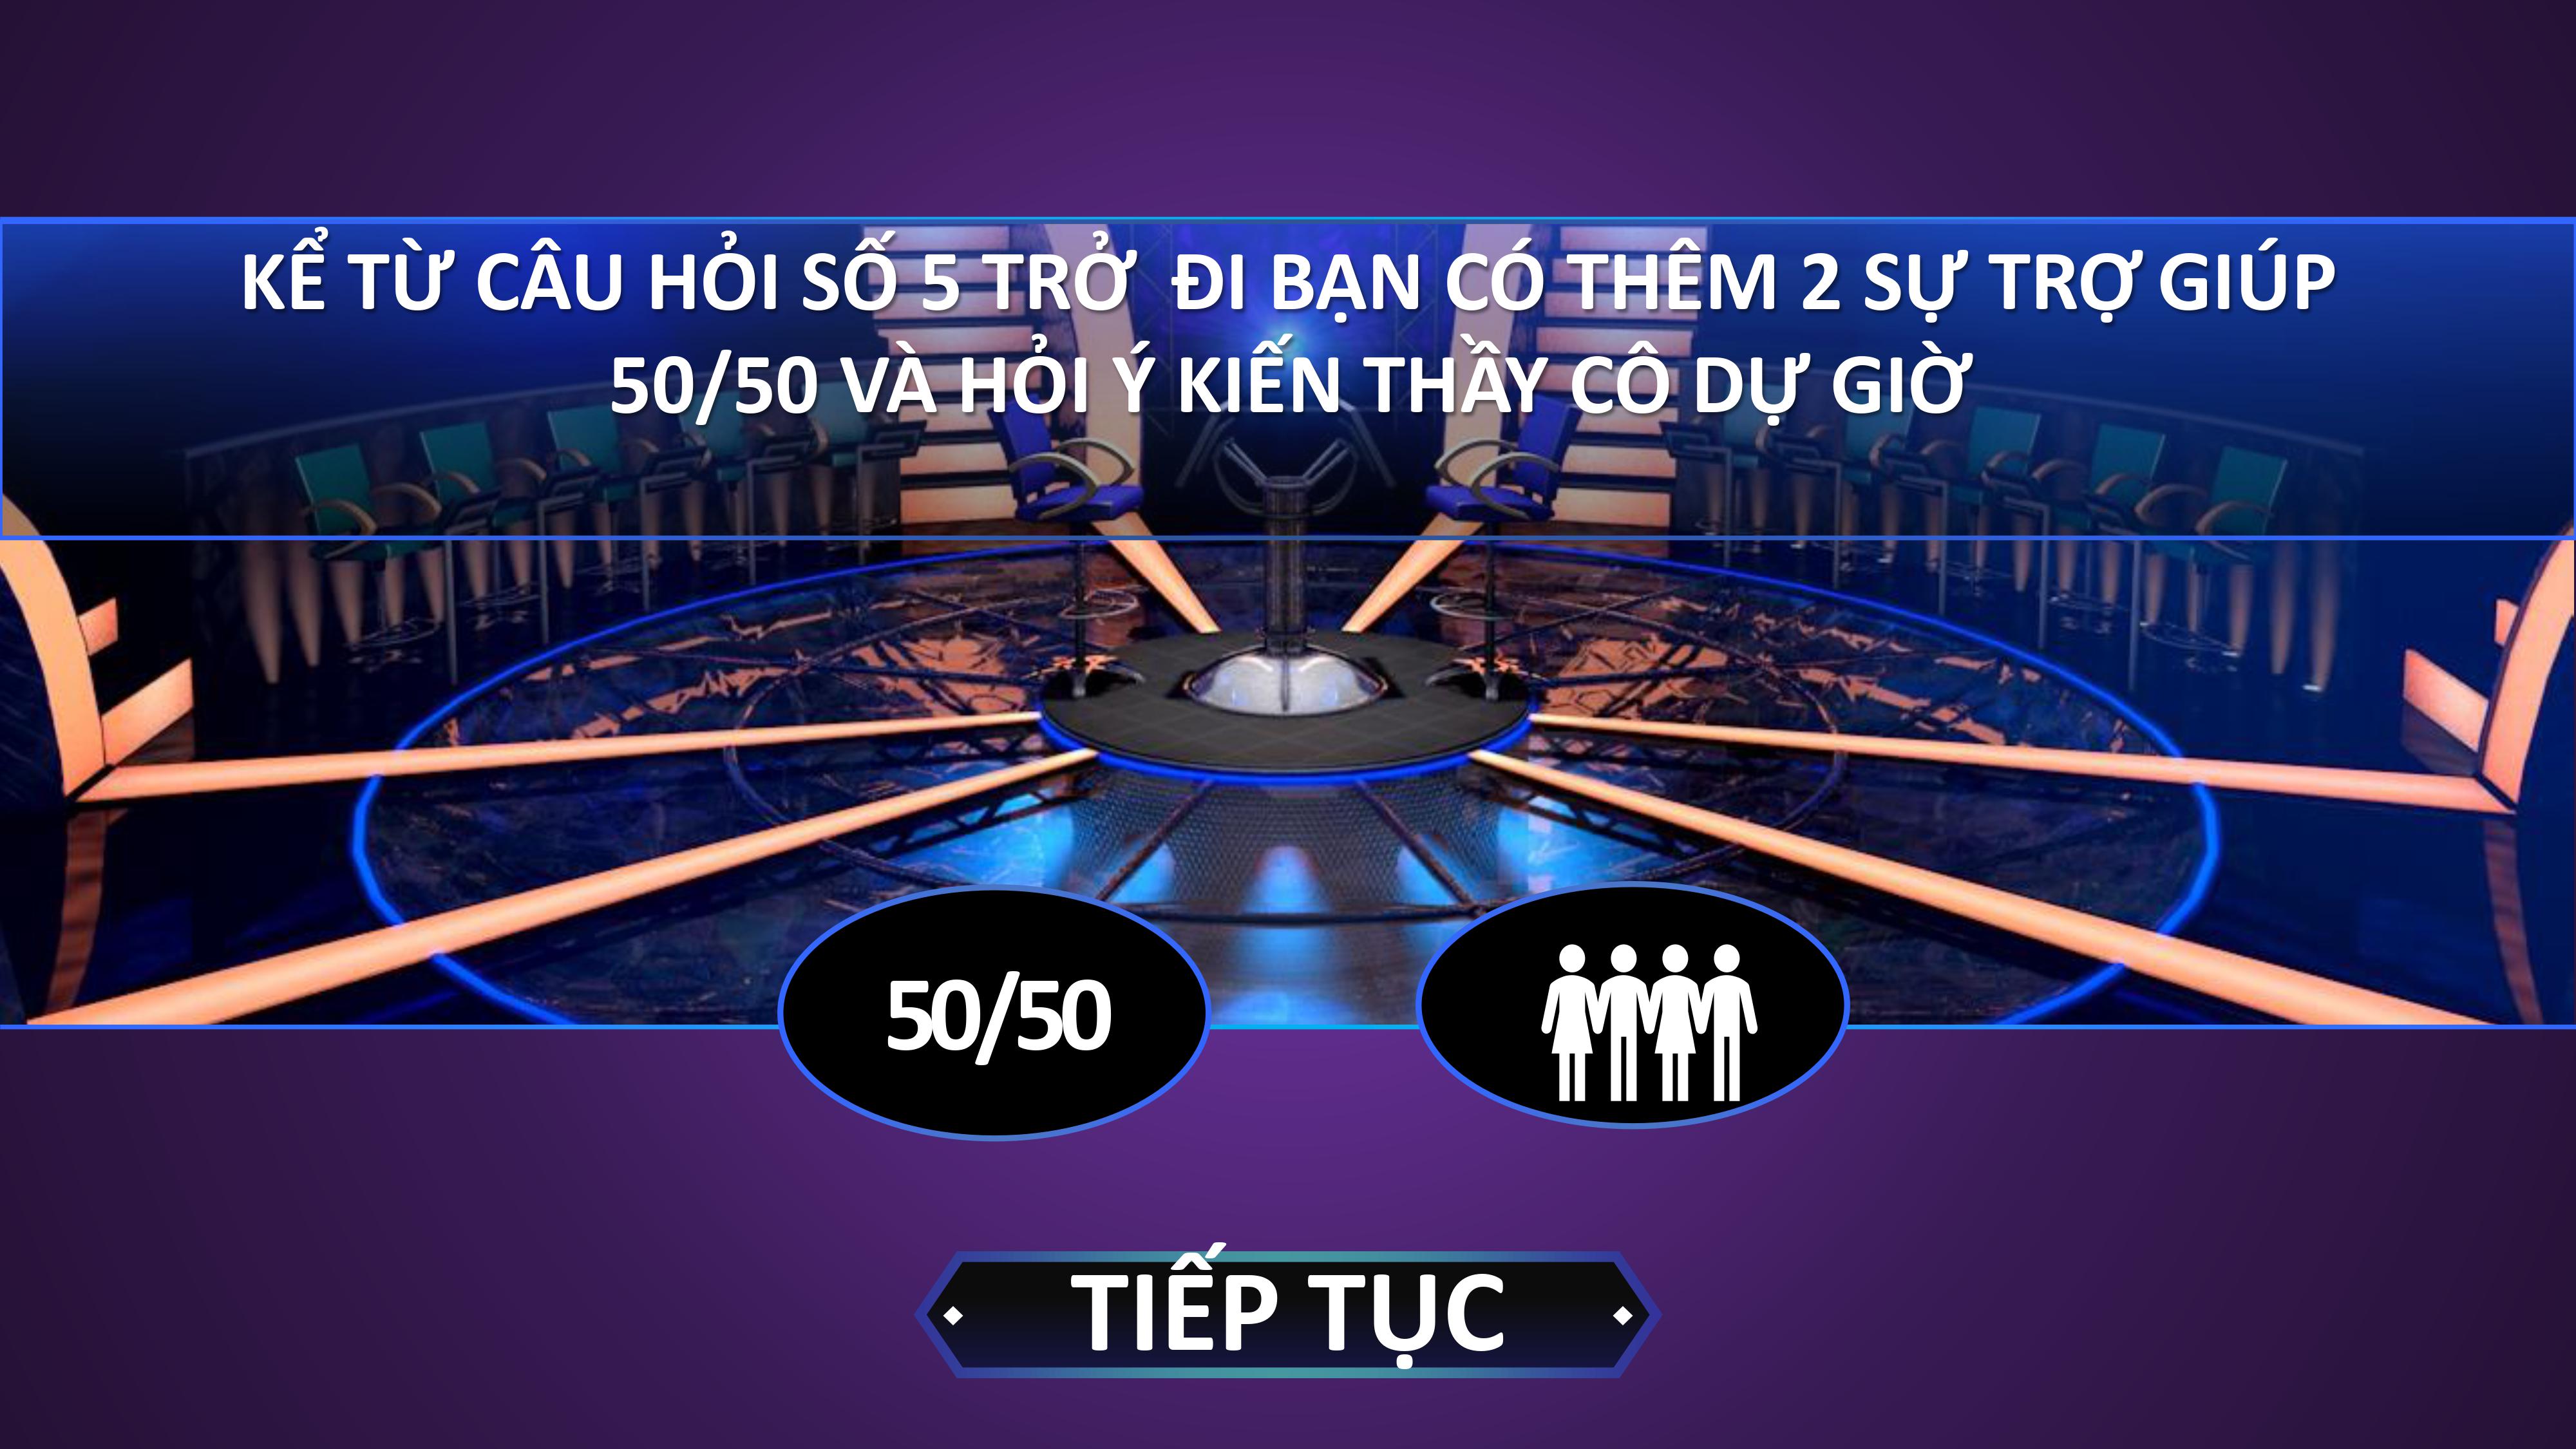 KỂ TỪ CÂU HỎI SỐ 5 TRỞ ĐI BẠN CÓ THÊM 2 SỰ TRỢ GIÚP
50/50 VÀ HỎI Ý KIẾN THẦY CÔ DỰ GIỜ
50/50
TIẾP TỤC